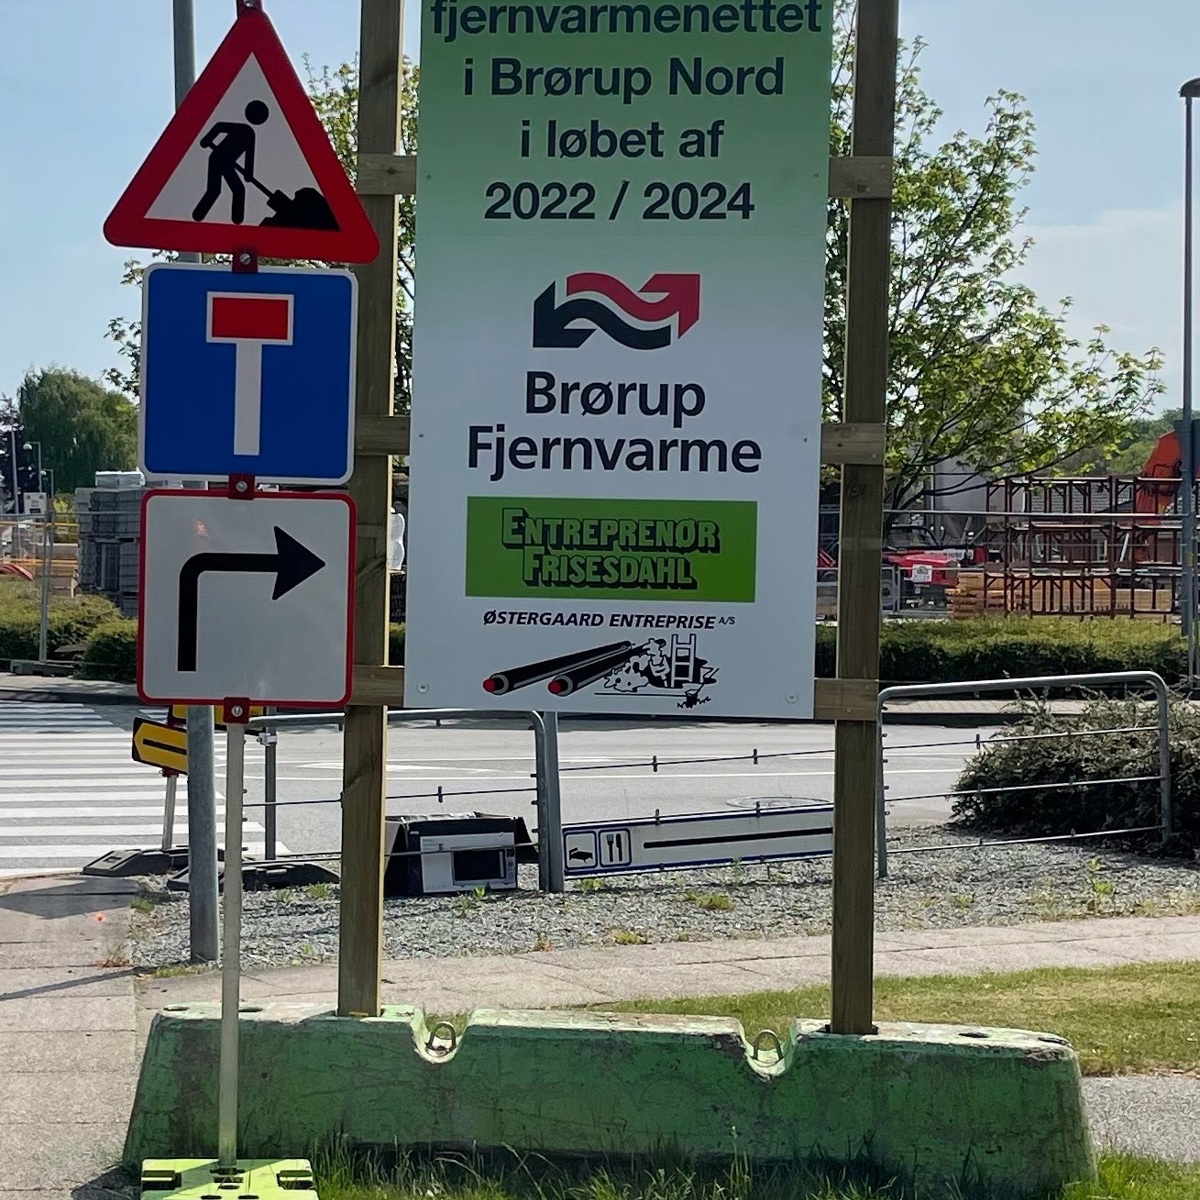 fjernvarmenettet
i Brørup Nord
i løbet af
2022 / 2024
Brørup
Fjernvarme
ENTREPRENØR
FRISESDAHL
ØSTERGAARD ENTREPRISE A/S